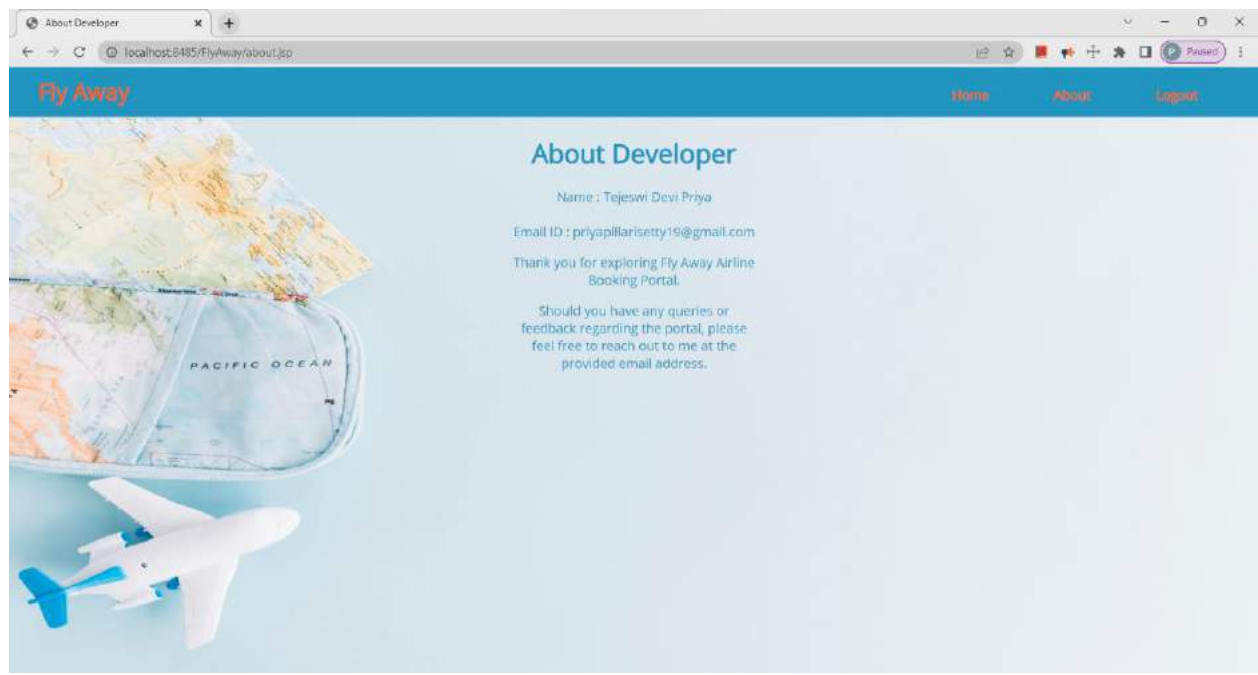 About Developer
localhost:8485/FlyAway/about.jsp
Paused
Fly Away
Home
About
Logout
About Developer
Name : Tejeswi Devi Priya
Email ID : priyapillarisetty19@gmail.com
Thank you for exploring Fly Away Airline
Booking Portal.
Should you have any queries or
feedback regarding the portal, please
feel free to reach out to me at the
provided email address.
PACIFIC OCEAN